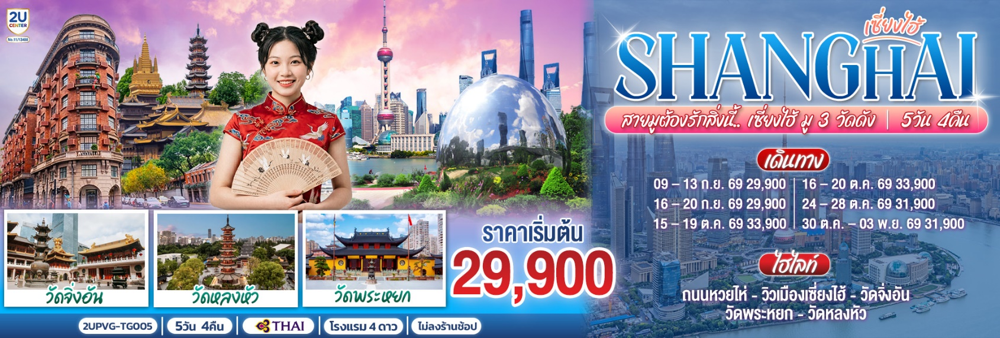 2U
CENTER
No.11/13488
เซี่ยงไฮ้
SHANGHAI
สายมูต้องรักสิ่งนี้.. เซี่ยงไฮ้ มู 3 วัดดัง | 5วัน 4คืน
เดินทาง
09 – 13 ก.ย. 69 29,900
16 – 20 ก.ย. 69 29,900
15 – 19 ต.ค. 69 33,900
16 – 20 ต.ค. 69 33,900
24 – 28 ต.ค. 69 31,900
30 ต.ค. – 03 พ.ย. 69 31,900
ไฮไลท์
ถนนหวยไห่ - วิวเมืองเซี่ยงไฮ้ - วัดจิ่งอัน
วัดพระหยก - วัดหลงหัว
ราคาเริ่มต้น
29,900
วัดจิ่งอัน
วัดหลงหัว
วัดพระหยก
2UPVG-TG005 | 5วัน 4คืน | THAI | โรงแรม 4 ดาว | ไม่ลงร้านช้อป